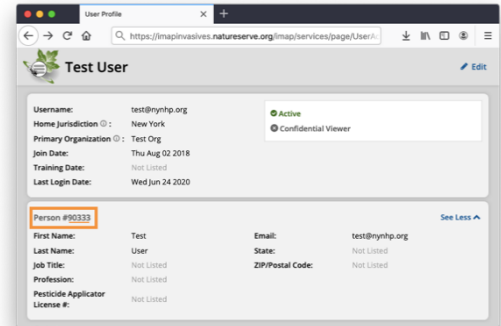 User Profile
https://imapinvasives.natureserve.org/imap/services/page/UserAc
Test User
Edit
Username: test@nynhp.org
Active
Home Jurisdiction : New York
Confidential Viewer
Primary Organization : Test Org
Join Date: Thu Aug 02 2018
Training Date: Not Listed
Last Login Date: Wed Jun 24 2020
Person #90333
See Less
First Name: Test
Email: test@nynhp.org
Last Name: User
State: Not Listed
Job Title: Not Listed
ZIP/Postal Code: Not Listed
Profession: Not Listed
Pesticide Applicator
License #: Not Listed